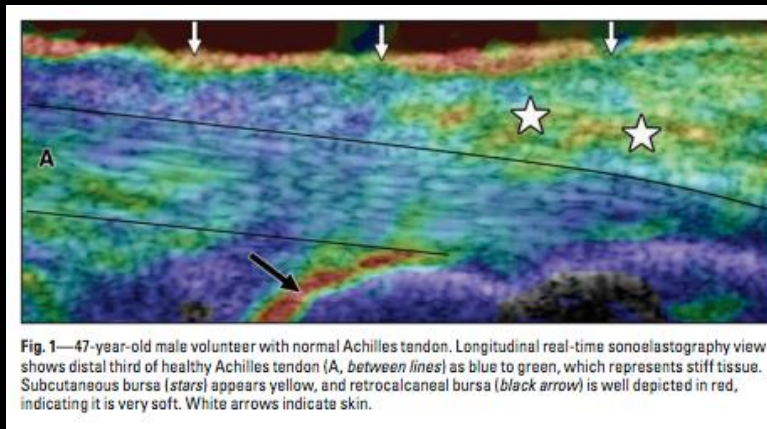 A
Fig. 1—47-year-old male volunteer with normal Achilles tendon. Longitudinal real-time sonoelastography view
shows distal third of healthy Achilles tendon (A, between lines) as blue to green, which represents stiff tissue.
Subcutaneous bursa (stars) appears yellow, and retrocalcaneal bursa (black arrow) is well depicted in red,
indicating it is very soft. White arrows indicate skin.